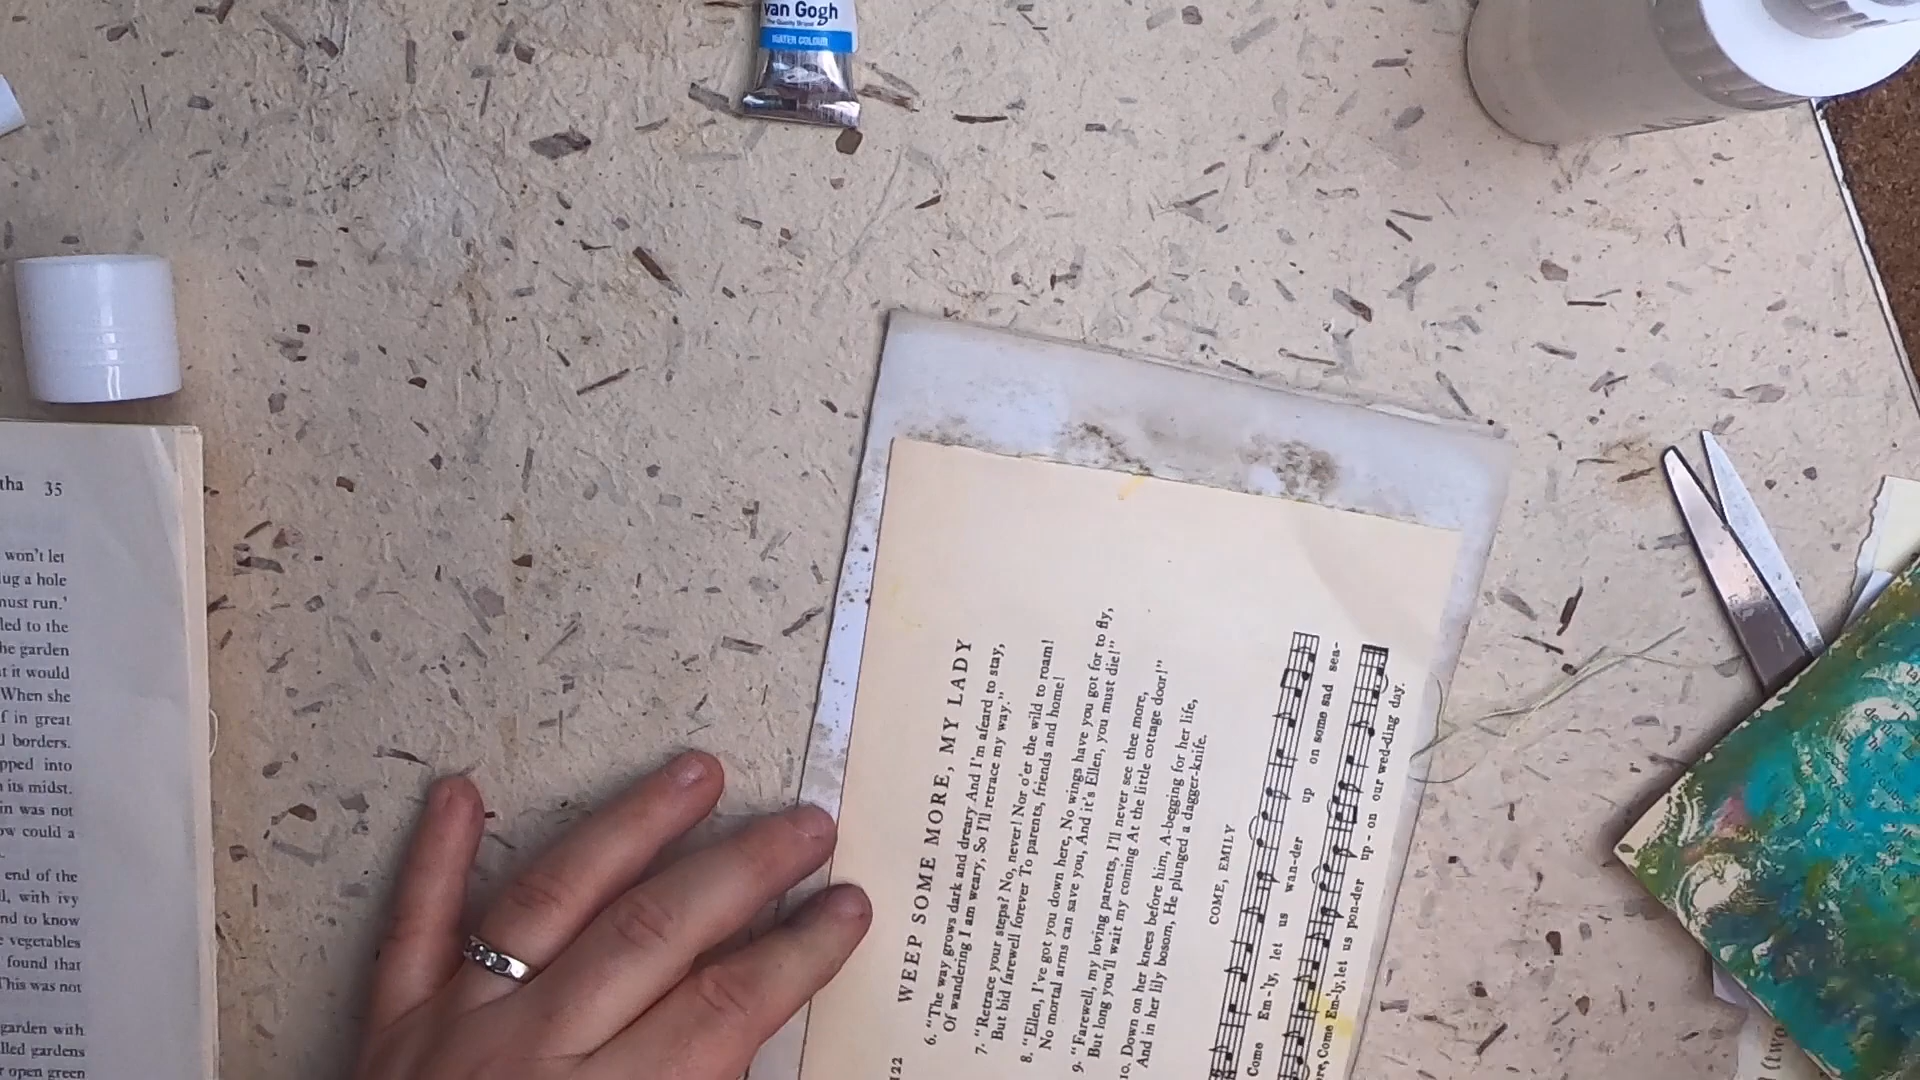 van Gogh
The Quality Brand
WATER COLOUR
tha 35
won't let
ug a hole
must run.'
led to the
he garden
t it would
When she
f in great
l borders.
pped into
its midst.
in was not
ow could a
end of the
l, with ivy
nd to know
vegetables
found that
This was not
garden with
lled gardens
open green
122
WEEP SOME MORE, MY LADY
6. "The way grows dark and dreary And I'm afeard to stay,
Of wandering I am weary, So I'll retrace my way."
7. "Retrace your steps? No, never! Nor o'er the wild to roam!
But bid farewell forever To parents, friends and home!
8. "Ellen, I've got you down here, No wings have you got for to fly,
No mortal arms can save you, And it's Ellen, you must die!"
9. "Farewell, my loving parents, I'll never see thee more,
But long you'll wait my coming At the little cottage door!"
10. Down on her knees before him, A-begging for her life,
And in her lily bosom, He plunged a dagger-knife.
COME, EMILY
Come Em-'ly, let us wan-der up on some sad sea-
re, Come Em-'ly, let us pon-der up-on our wed-ding day.
(two